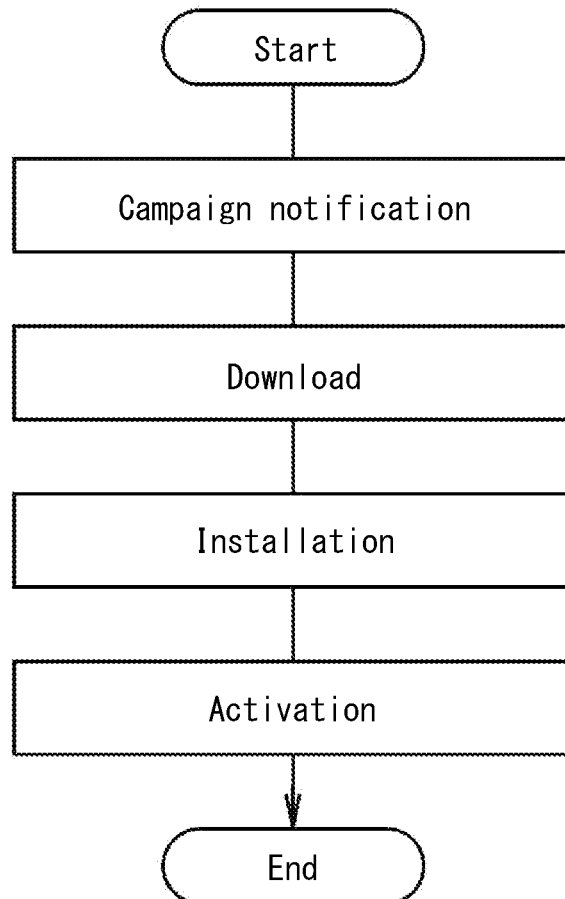 Start
Campaign notification
Download
Installation
Activation
End